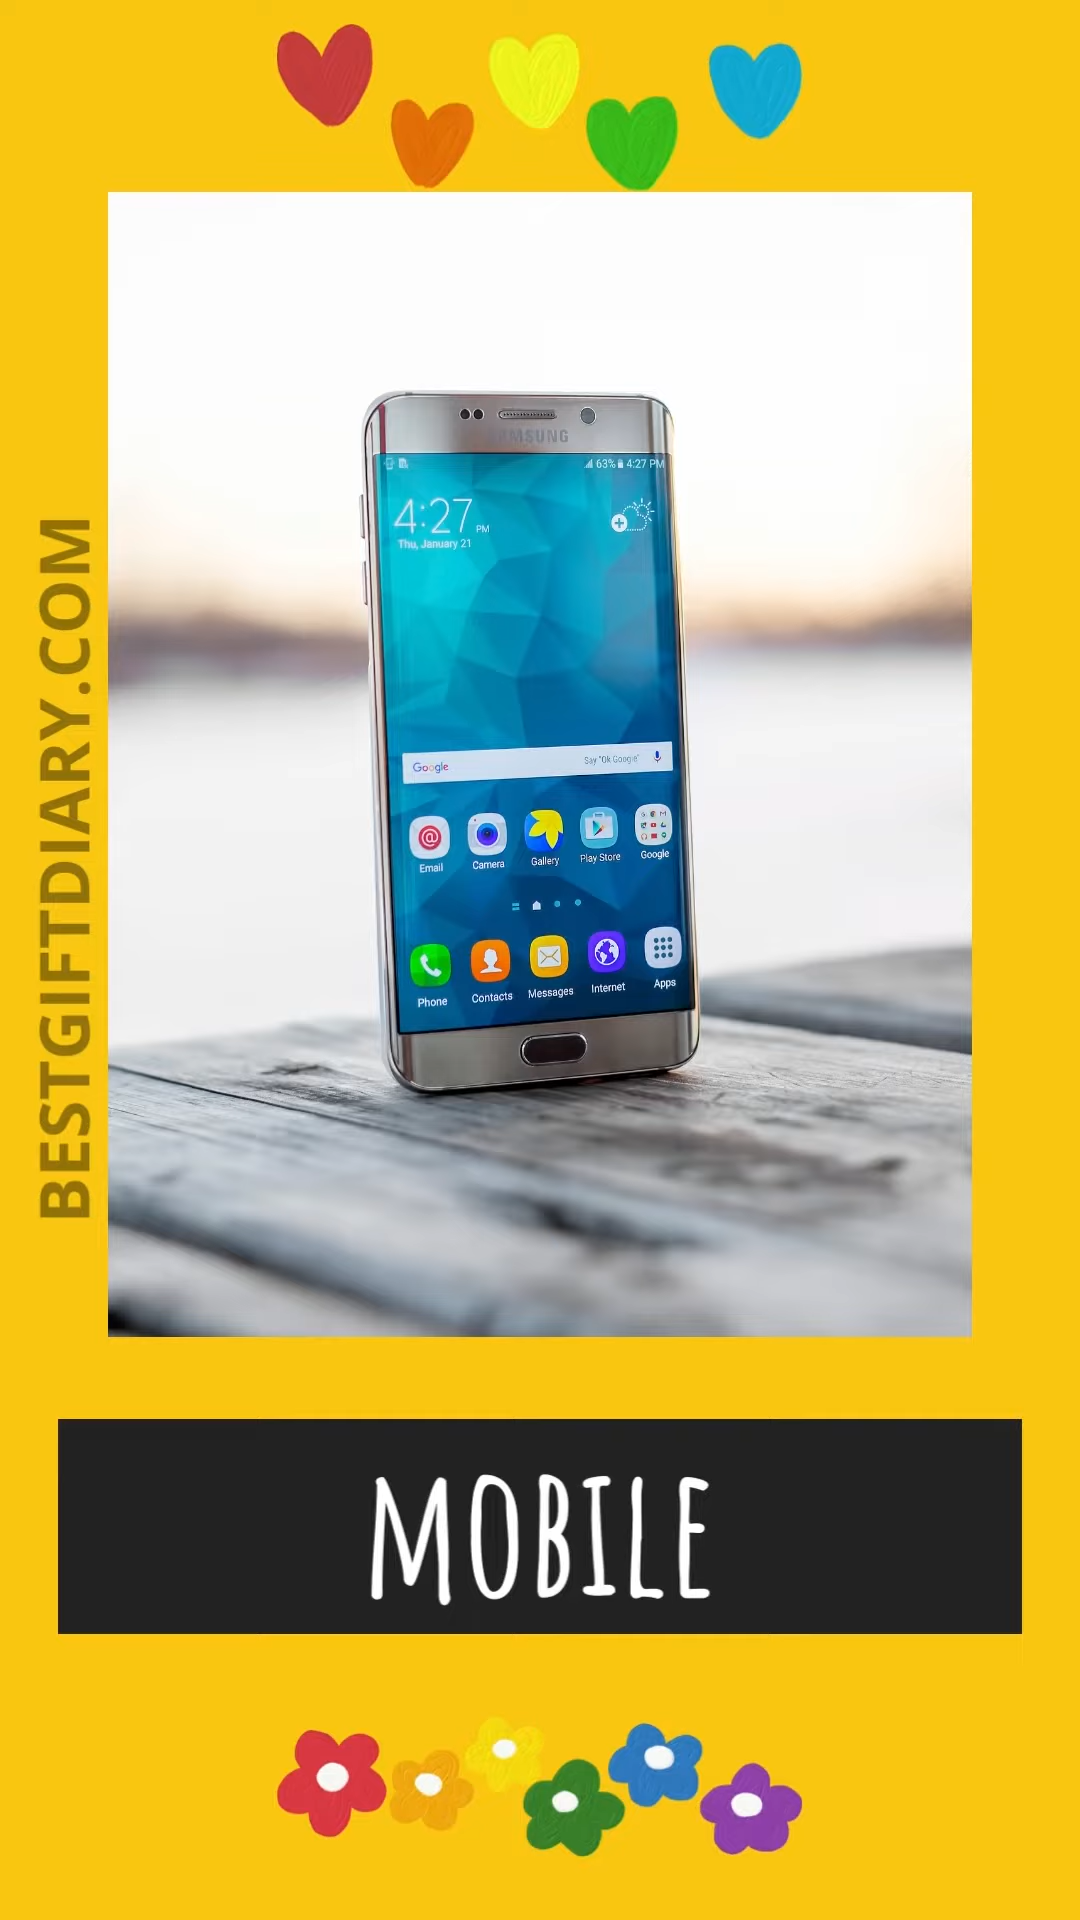 SAMSUNG
63% 4:27 PM
4:27 PM
Thu, January 21
Google Say "Ok Google"
Email Camera Gallery Play Store Google
Phone Contacts Messages Internet Apps
BESTGIFTDIARY.COM
MOBILE